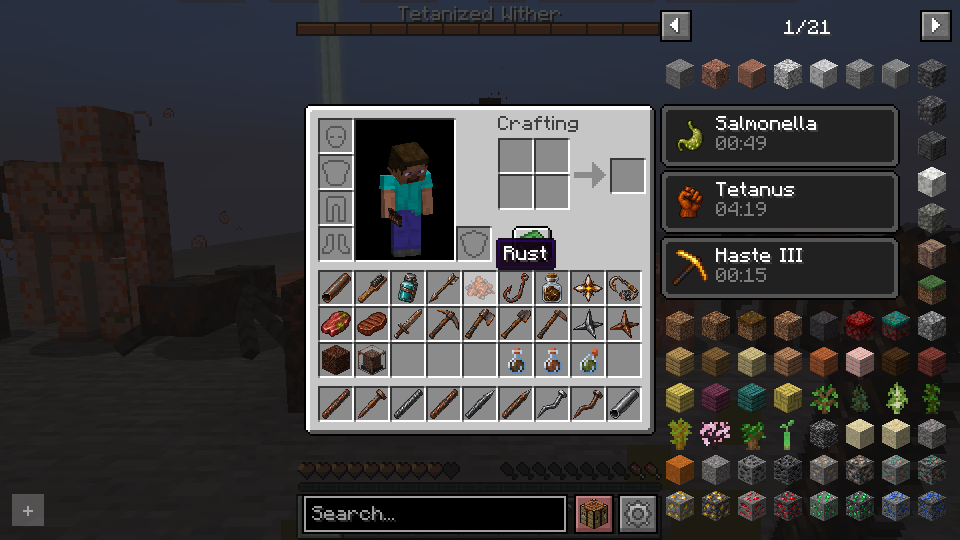 Tetanized Wither
1/21
Crafting
Salmonella
00:49
Tetanus
04:19
Haste III
00:15
Rust
Search...